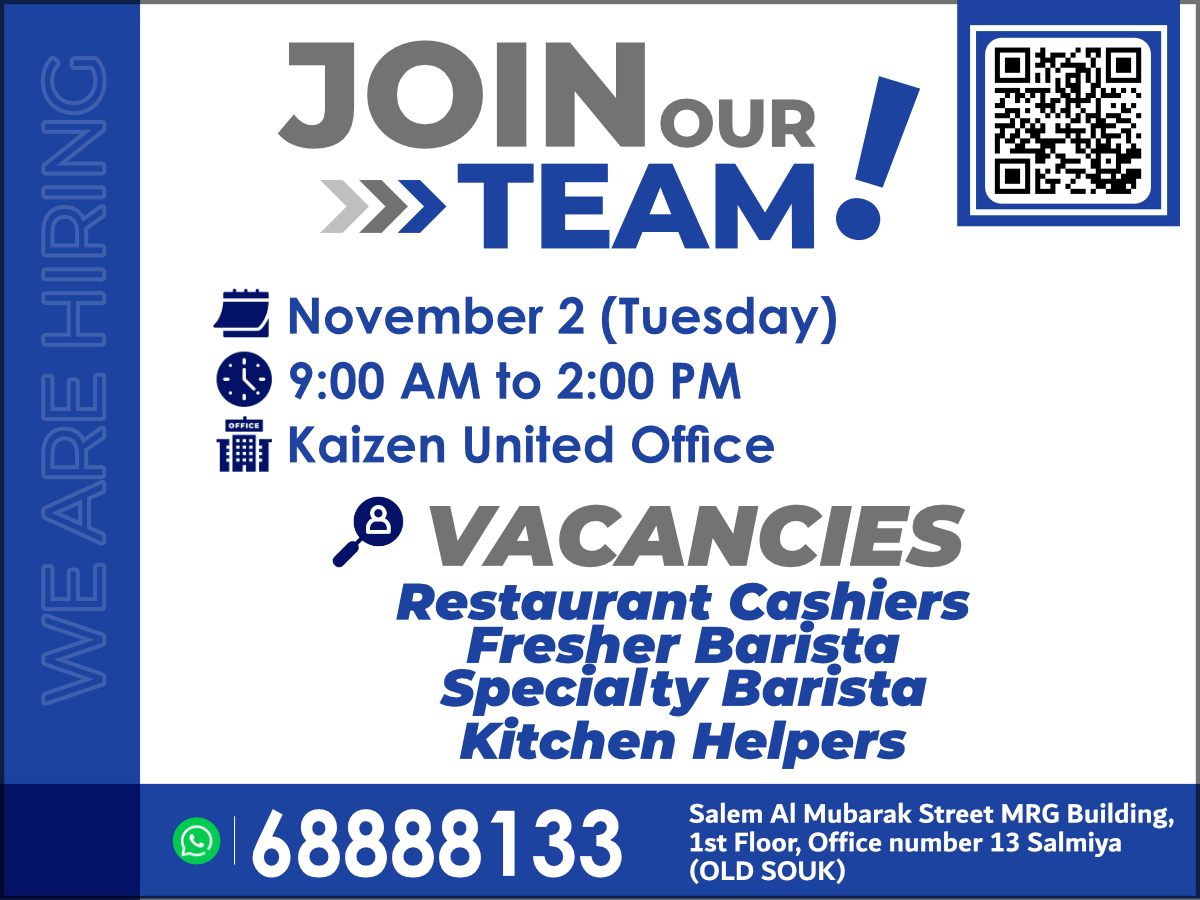 WE ARE HIRING
JOIN OUR
TEAM!
November 2 (Tuesday)
9:00 AM to 2:00 PM
OFFICE
Kaizen United Office
VACANCIES
Restaurant Cashiers
Fresher Barista
Specialty Barista
Kitchen Helpers
68888133
Salem Al Mubarak Street MRG Building,
1st Floor, Office number 13 Salmiya
(OLD SOUK)